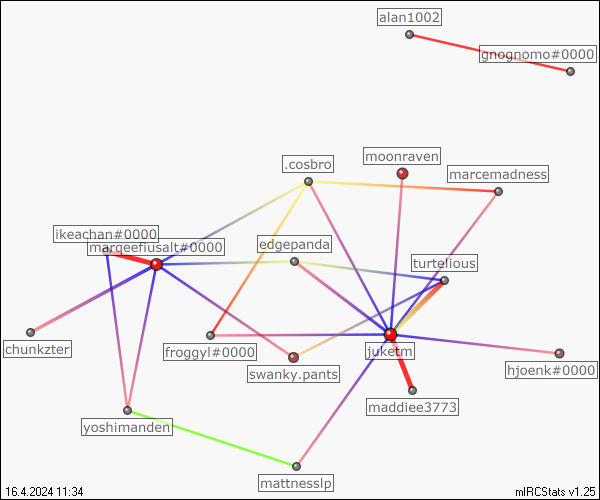 alan1002
gnognomo#0000
moonraven
.cosbro
marcemadness
ikeachan#0000
marqeefiusalt#0000
edgepanda
turtelious
chunkzter
froggyl#0000
juketm
swanky.pants
hjoenk#0000
maddiee3773
yoshimanden
mattnesslp
16.4.2024 11:34
mIRCStats v1.25